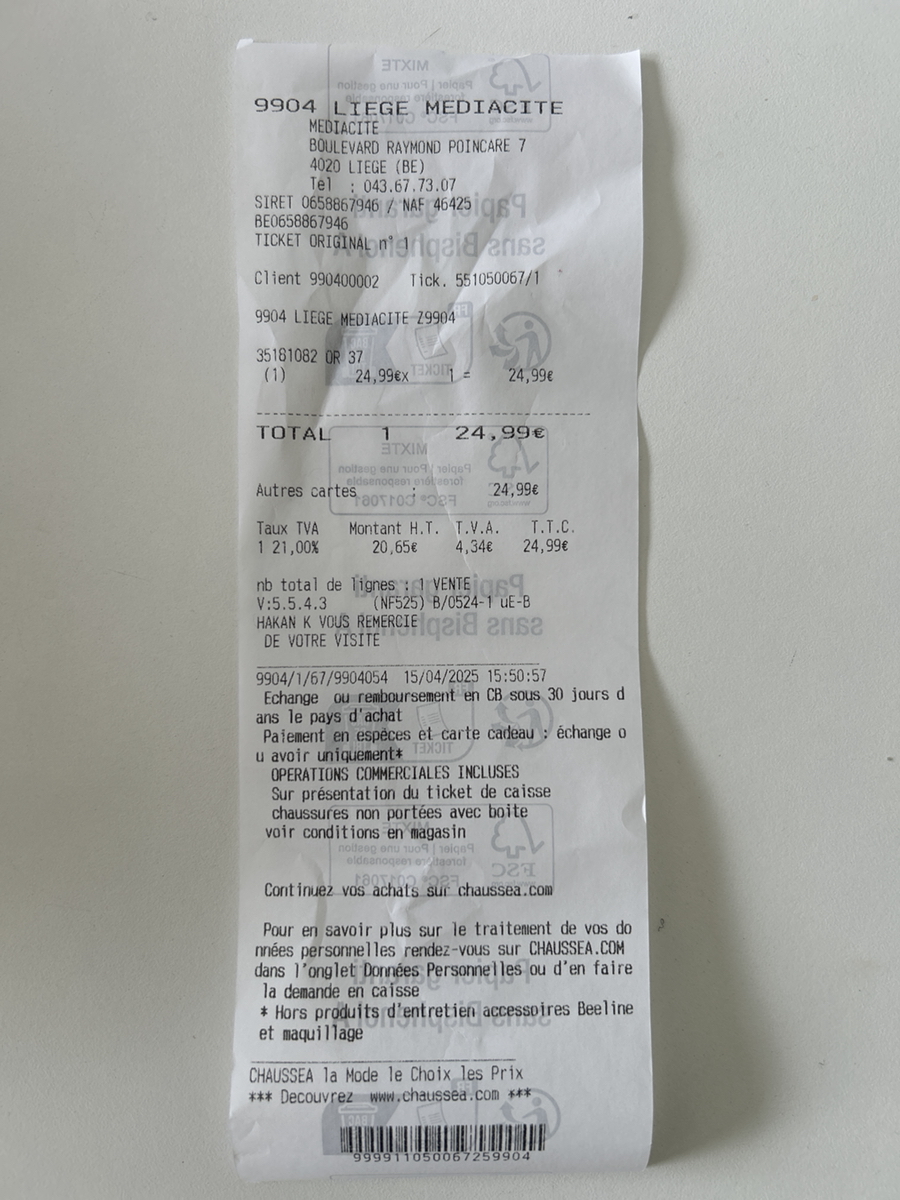 9904 LIEGE MEDIACITE
MEDIACITE
BOULEVARD RAYMOND POINCARE 7
4020 LIEGE (BE)
Tél : 043.67.73.07
SIRET 0658867946 / NAF 46425
BE0658867946
TICKET ORIGINAL n° 1
Client 990400002 Tick. 551050067/1
9904 LIEGE MEDIACITE Z9904
35181082 OR 37
(1) 24,99€x 1 = 24,99€
TOTAL 1 24,99€
Autres cartes : 24,99€
Taux TVA Montant H.T. T.V.A. T.T.C.
1 21,00% 20,65€ 4,34€ 24,99€
nb total de lignes : 1 VENTE
V:5.5.4.3 (NF525) B/0524-1 uE-B
HAKAN K VOUS REMERCIE
DE VOTRE VISITE
9904/1/67/9904054 15/04/2025 15:50:57
Echange ou remboursement en CB sous 30 jours d
ans le pays d'achat
Paiement en espèces et carte cadeau : échange o
u avoir uniquement*
OPERATIONS COMMERCIALES INCLUSES
Sur présentation du ticket de caisse
chaussures non portées avec boite
voir conditions en magasin
Continuez vos achats sur chaussea.com
Pour en savoir plus sur le traitement de vos do
nnées personnelles rendez-vous sur CHAUSSEA.COM
dans l'onglet Données Personnelles ou d'en faire
la demande en caisse
* Hors produits d'entretien accessoires Beeline
et maquillage
CHAUSSEA la Mode le Choix les Prix
*** Decouvrez www.chaussea.com ***
999911050067259904